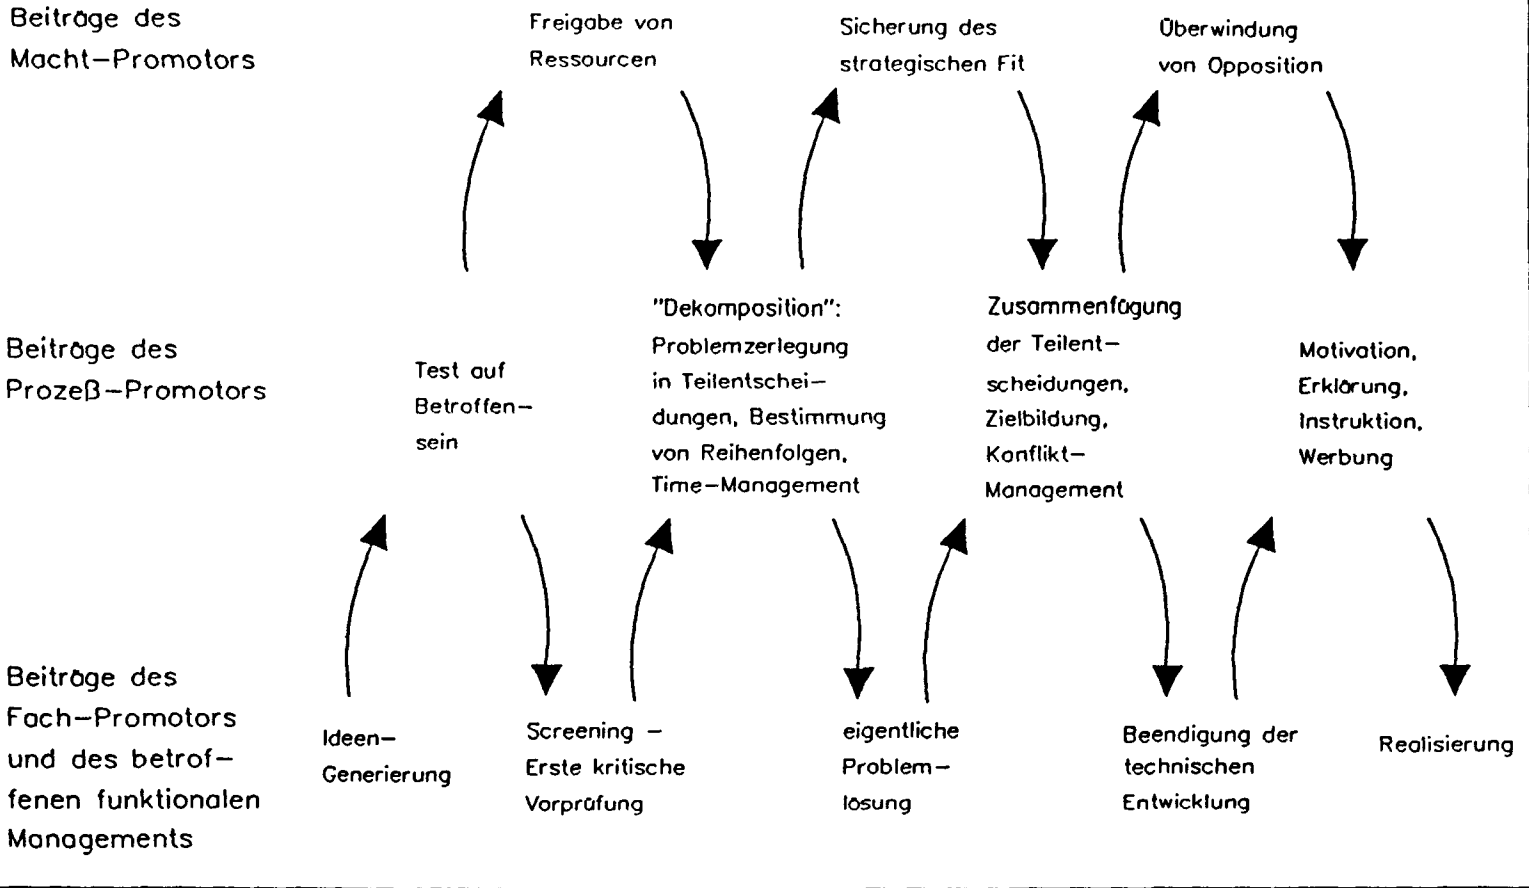 Beiträge des
Macht-Promotors
Freigabe von
Ressourcen
Sicherung des
strategischen Fit
Überwindung
von Opposition
Beiträge des
Prozeß-Promotors
Test auf
Betroffen-
sein
"Dekomposition":
Problemzerlegung
in Teilentschei-
dungen, Bestimmung
von Reihenfolgen,
Time-Management
Zusammenfügung
der Teilent-
scheidungen,
Zielbildung,
Konflikt-
Management
Motivation,
Erklärung,
Instruktion,
Werbung
Beiträge des
Fach-Promotors
und des betrof-
fenen funktionalen
Managements
Ideen-
Generierung
Screening -
Erste kritische
Vorprüfung
eigentliche
Problem-
lösung
Beendigung der
technischen
Entwicklung
Realisierung